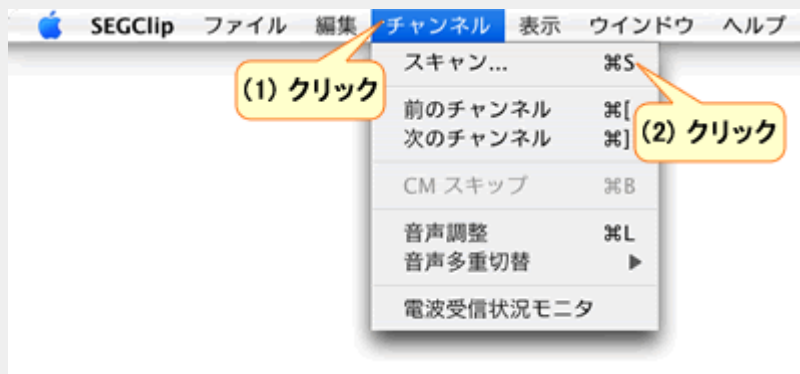 SEGClip ファイル 編集 チャンネル 表示 ウインドウ ヘルプ
スキャン... ⌘S
(1) クリック
前のチャンネル ⌘[
次のチャンネル ⌘]
(2) クリック
CM スキップ ⌘B
音声調整 ⌘L
音声多重切替 ▶
電波受信状況モニタ